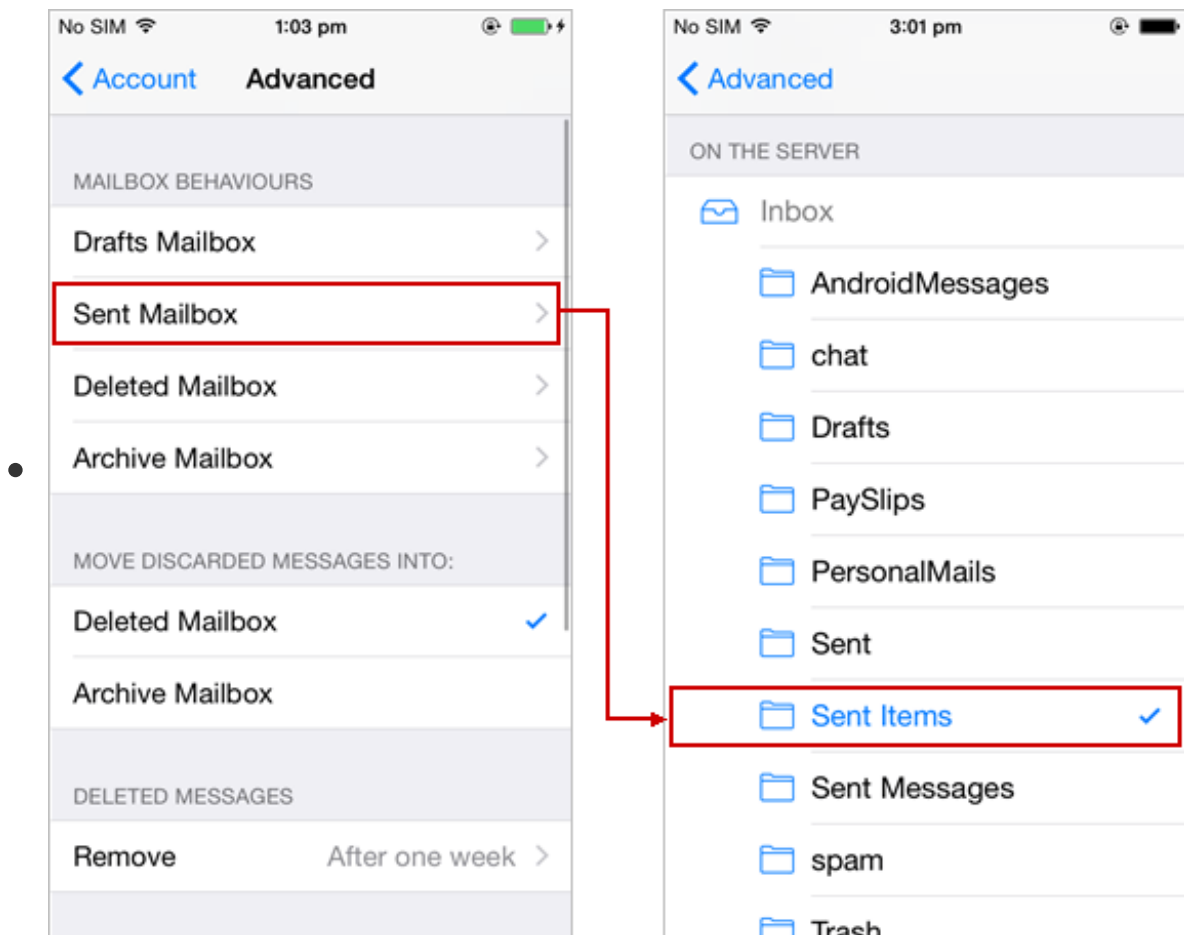 No SIM 1:03 pm
Account Advanced
MAILBOX BEHAVIOURS
Drafts Mailbox
Sent Mailbox
Deleted Mailbox
Archive Mailbox
MOVE DISCARDED MESSAGES INTO:
Deleted Mailbox
Archive Mailbox
DELETED MESSAGES
Remove After one week
No SIM 3:01 pm
Advanced
ON THE SERVER
Inbox
AndroidMessages
chat
Drafts
PaySlips
PersonalMails
Sent
Sent Items
Sent Messages
spam
Trash